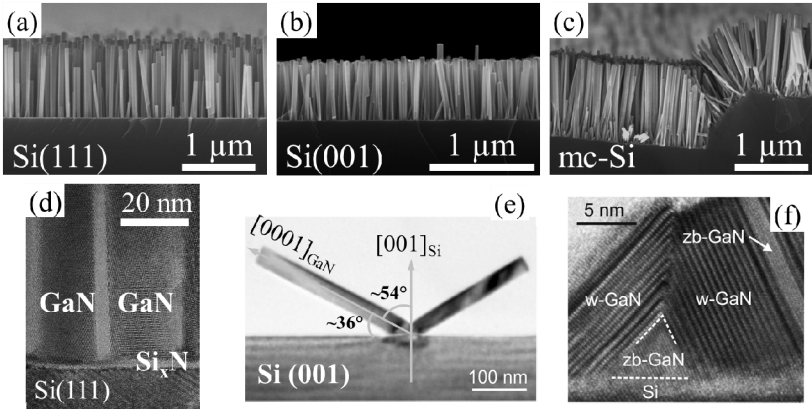 (a)
Si(111)
1 µm
(b)
Si(001)
1 µm
(c)
mc-Si
1 µm
(d)
20 nm
GaN
GaN
SiₓN
Si(111)
(e)
[0001]GaN
[001]Si
~54°
~36°
Si (001)
100 nm
(f)
5 nm
zb-GaN
w-GaN
w-GaN
zb-GaN
Si